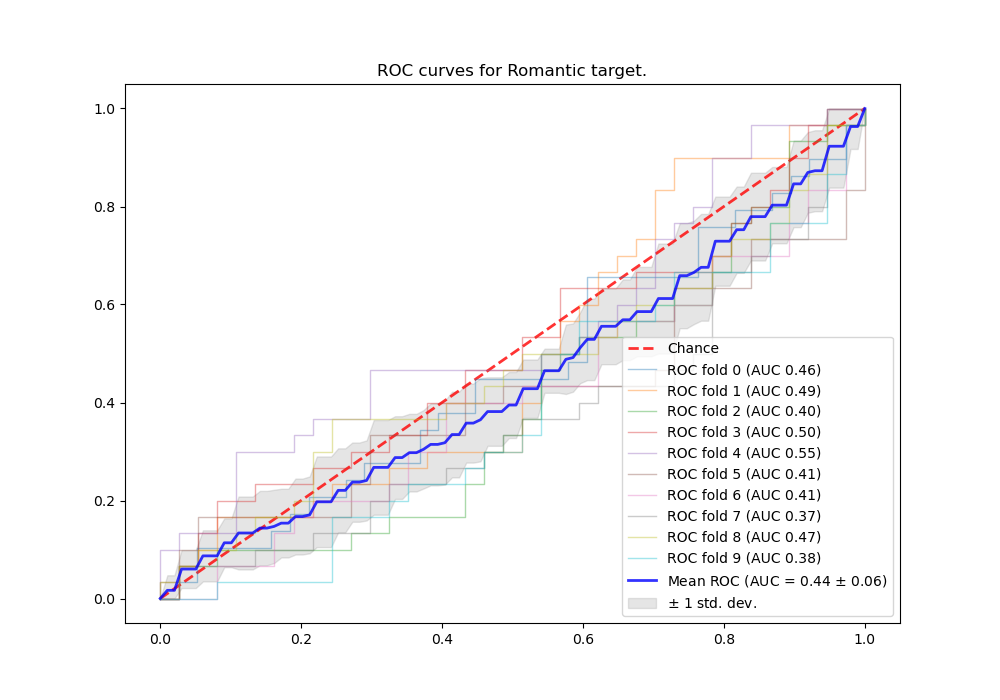 ROC curves for Romantic target.
1.0
0.8
0.6
0.4
0.2
0.0
0.0 0.2 0.4 0.6 0.8 1.0
Chance
ROC fold 0 (AUC 0.46)
ROC fold 1 (AUC 0.49)
ROC fold 2 (AUC 0.40)
ROC fold 3 (AUC 0.50)
ROC fold 4 (AUC 0.55)
ROC fold 5 (AUC 0.41)
ROC fold 6 (AUC 0.41)
ROC fold 7 (AUC 0.37)
ROC fold 8 (AUC 0.47)
ROC fold 9 (AUC 0.38)
Mean ROC (AUC = 0.44 ± 0.06)
± 1 std. dev.